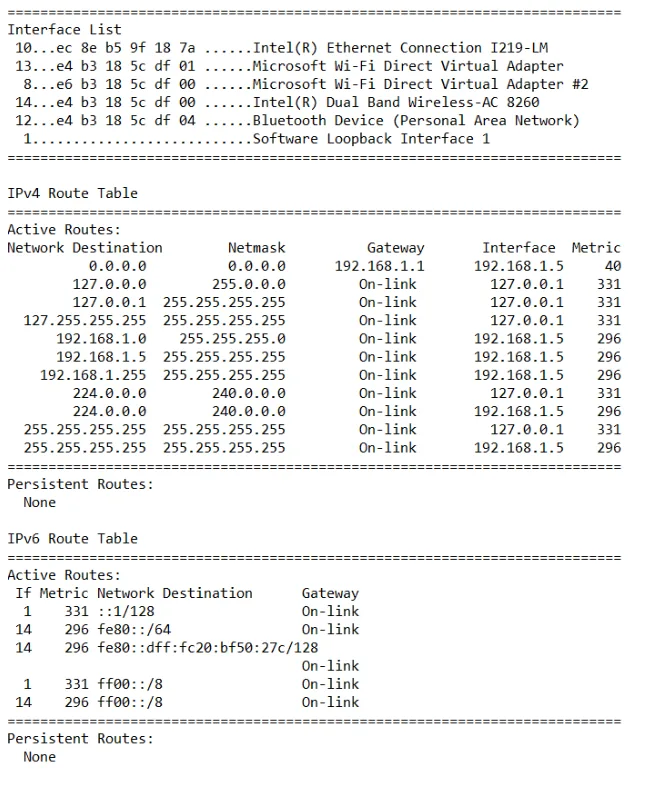 ===========================================================================
Interface List
 10...ec 8e b5 9f 18 7a ......Intel(R) Ethernet Connection I219-LM
 13...e4 b3 18 5c df 01 ......Microsoft Wi-Fi Direct Virtual Adapter
  8...e6 b3 18 5c df 00 ......Microsoft Wi-Fi Direct Virtual Adapter #2
 14...e4 b3 18 5c df 00 ......Intel(R) Dual Band Wireless-AC 8260
 12...e4 b3 18 5c df 04 ......Bluetooth Device (Personal Area Network)
  1...........................Software Loopback Interface 1
===========================================================================

IPv4 Route Table
===========================================================================
Active Routes:
Network Destination        Netmask          Gateway       Interface  Metric
          0.0.0.0          0.0.0.0      192.168.1.1      192.168.1.5     40
        127.0.0.0        255.0.0.0         On-link         127.0.0.1    331
        127.0.0.1  255.255.255.255         On-link         127.0.0.1    331
  127.255.255.255  255.255.255.255         On-link         127.0.0.1    331
      192.168.1.0    255.255.255.0         On-link       192.168.1.5    296
      192.168.1.5  255.255.255.255         On-link       192.168.1.5    296
    192.168.1.255  255.255.255.255         On-link       192.168.1.5    296
        224.0.0.0        240.0.0.0         On-link         127.0.0.1    331
        224.0.0.0        240.0.0.0         On-link       192.168.1.5    296
  255.255.255.255  255.255.255.255         On-link         127.0.0.1    331
  255.255.255.255  255.255.255.255         On-link       192.168.1.5    296
===========================================================================
Persistent Routes:
  None

IPv6 Route Table
===========================================================================
Active Routes:
 If Metric Network Destination      Gateway
  1    331 ::1/128                  On-link
 14    296 fe80::/64                On-link
 14    296 fe80::dff:fc20:bf50:27c/128
                                    On-link
  1    331 ff00::/8                 On-link
 14    296 ff00::/8                 On-link
===========================================================================
Persistent Routes:
  None